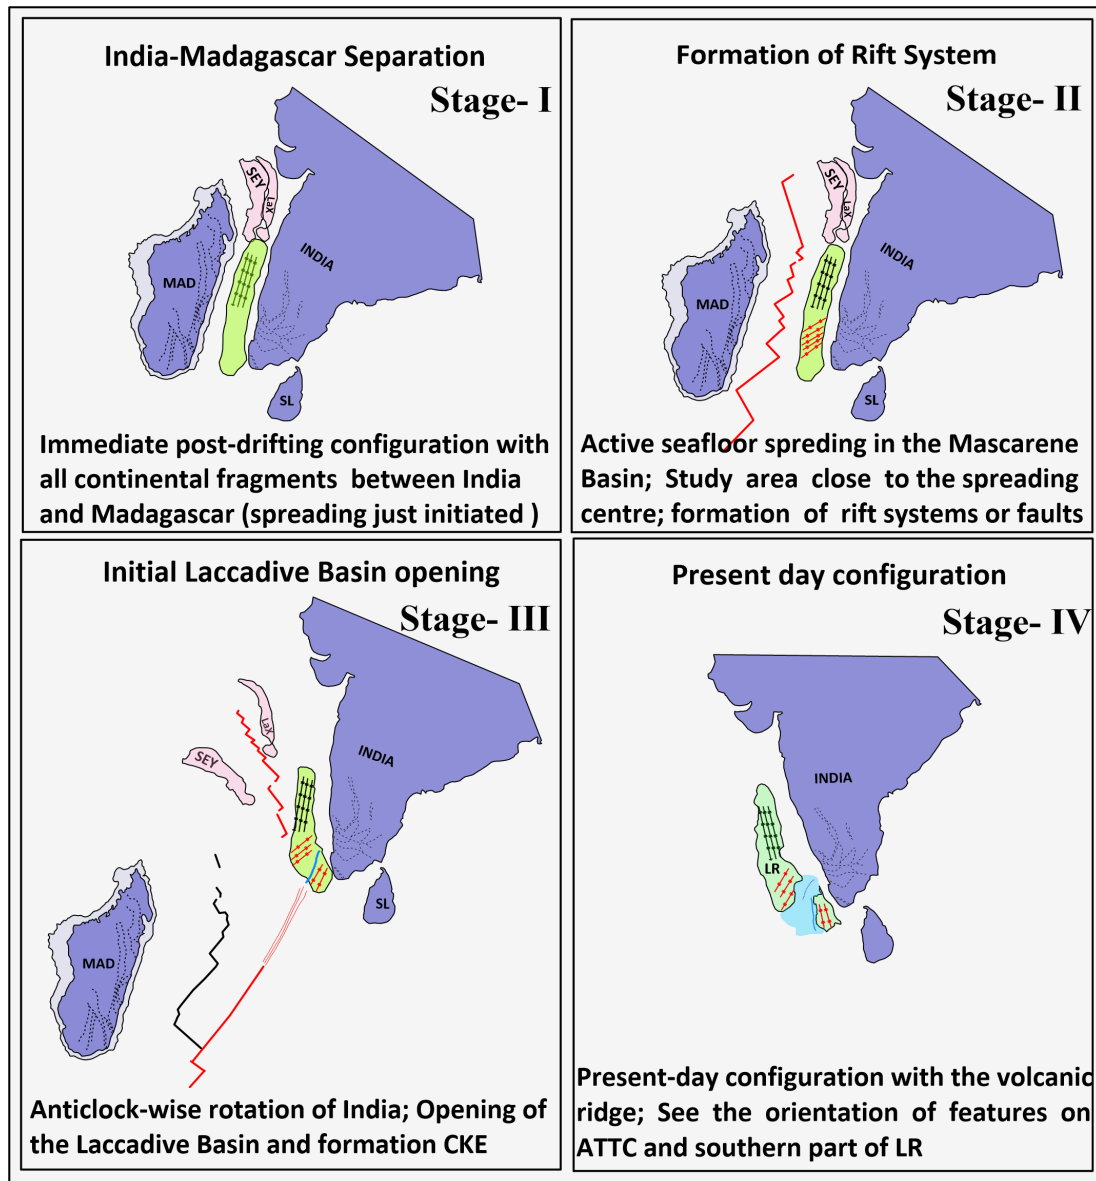 India-Madagascar Separation
Stage- I
SEY
LaX
INDIA
MAD
SL
Immediate post-drifting configuration with
all continental fragments between India
and Madagascar (spreading just initiated )
Formation of Rift System
Stage- II
SEY
LaX
INDIA
MAD
SL
Active seafloor spreding in the Mascarene
Basin; Study area close to the spreading
centre; formation of rift systems or faults
Initial Laccadive Basin opening
Stage- III
LaX
SEY
INDIA
SL
MAD
Anticlock-wise rotation of India; Opening of
the Laccadive Basin and formation CKE
Present day configuration
Stage- IV
INDIA
LR
Present-day configuration with the volcanic
ridge; See the orientation of features on
ATTC and southern part of LR